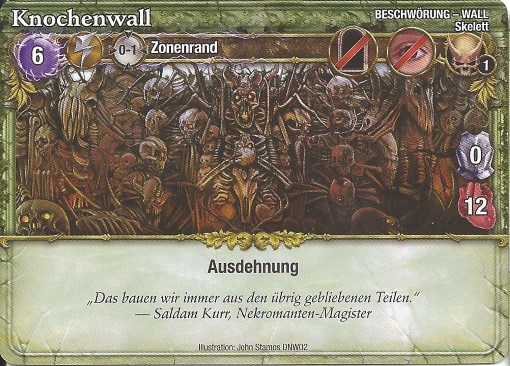 Knochenwall
BESCHWÖRUNG – WALL
Skelett
6
0-1
Zonenrand
1
0
12
Ausdehnung
„Das bauen wir immer aus den übrig gebliebenen Teilen.“
— Saldam Kurr, Nekromanten-Magister
Illustration: John Stamos DNW02